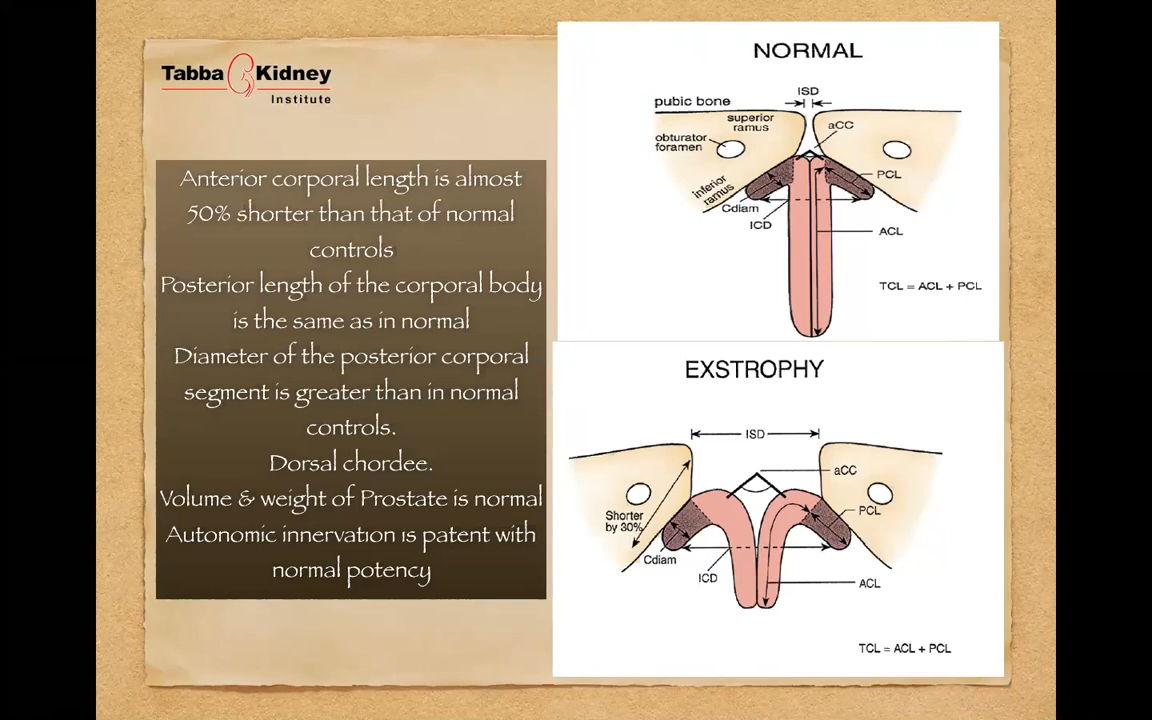 Tabba Kidney
Institute
Anterior corporal length is almost
50% shorter than that of normal
controls
Posterior length of the corporal body
is the same as in normal
Diameter of the posterior corporal
segment is greater than in normal
controls.
Dorsal chordee.
Volume & weight of Prostate is normal
Autonomic innervation is patent with
normal potency
NORMAL
ISD
pubic bone
superior
ramus
aCC
obturator
foramen
PCL
inferior
ramus
Cdiam
ICD
ACL
TCL = ACL + PCL
EXSTROPHY
ISD
aCC
Shorter
by 30%
PCL
Cdiam
ICD
ACL
TCL = ACL + PCL